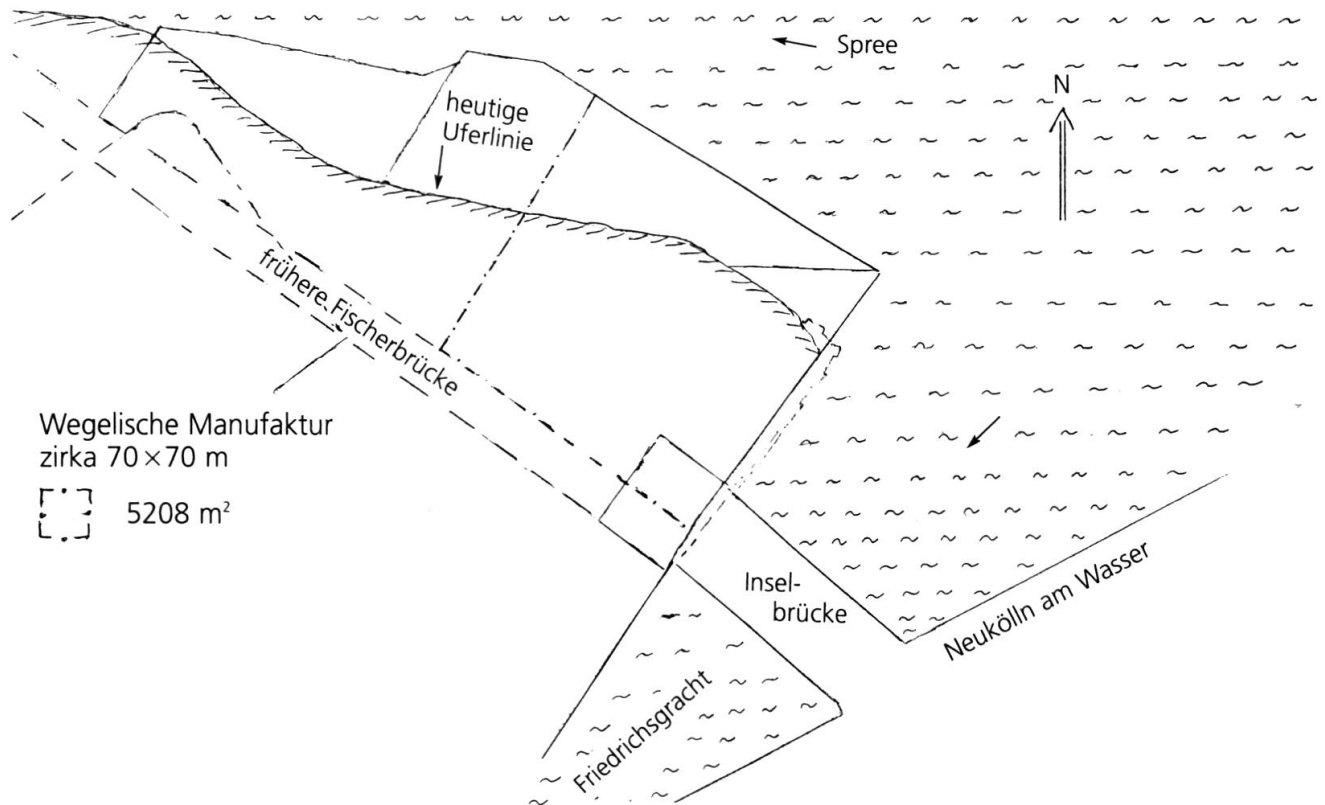 Spree
N
heutige
Uferlinie
frühere Fischerbrücke
Wegelische Manufaktur
zirka 70×70 m
5208 m²
Insel-
brücke
Neukölln am Wasser
Friedrichsgracht